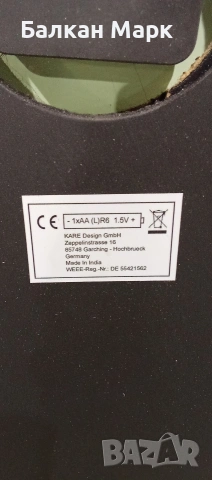 Балкан Марк
CE - 1xAA (L)R6 1.5V +
KARE Design GmbH
Zeppelinstrasse 16
85748 Garching - Hochbrueck
Germany
Made In India
WEEE-Reg.-Nr.: DE 55421562
BAZAR